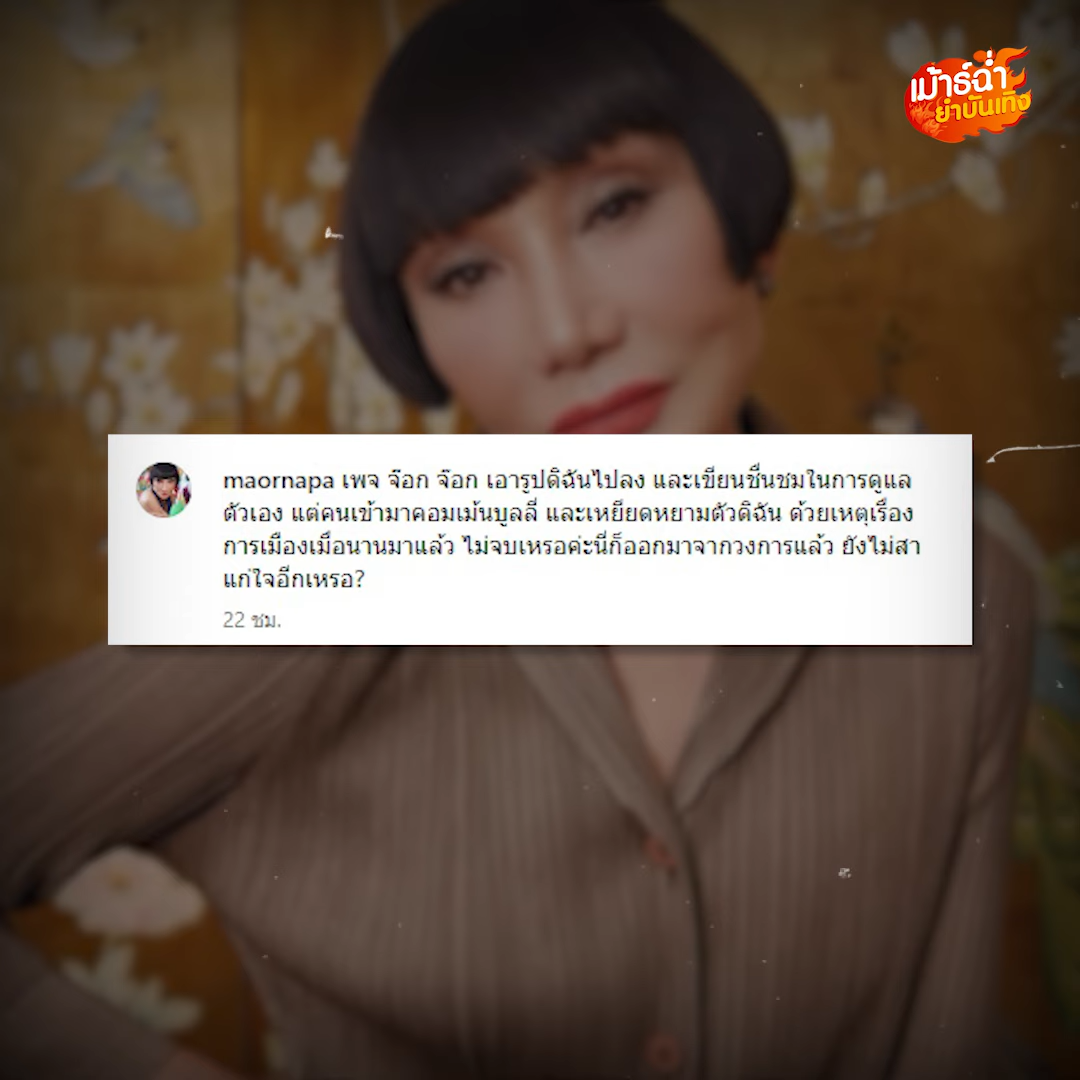 เม้าธ์ฉ่ำ
ยำบันเทิง
maornapa เพจ จ๊อก จ๊อก เอารูปดิฉันไปลง และเขียนชื่นชมในการดูแล
ตัวเอง แต่คนเข้ามาคอมเม้นบูลลี่ และเหยียดหยามตัวดิฉัน ด้วยเหตุเรื่อง
การเมืองเมื่อนานมาแล้ว ไม่จบเหรอค่ะนี่ก็ออกมาจากวงการแล้ว ยังไม่สา
แก่ใจอีกเหรอ?
22 ชม.